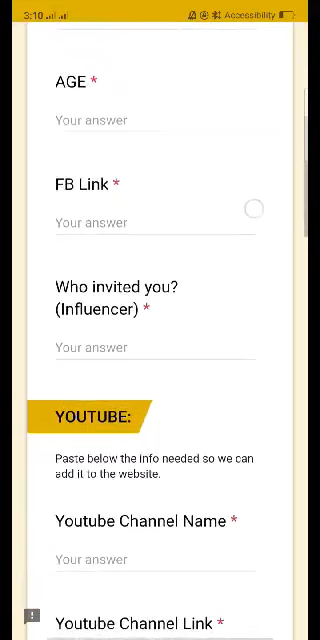 3:10
Accessibility
AGE *
Your answer
FB Link *
Your answer
Who invited you?
(Influencer) *
Your answer
YOUTUBE:
Paste below the info needed so we can
add it to the website.
Youtube Channel Name *
Your answer
Youtube Channel Link *